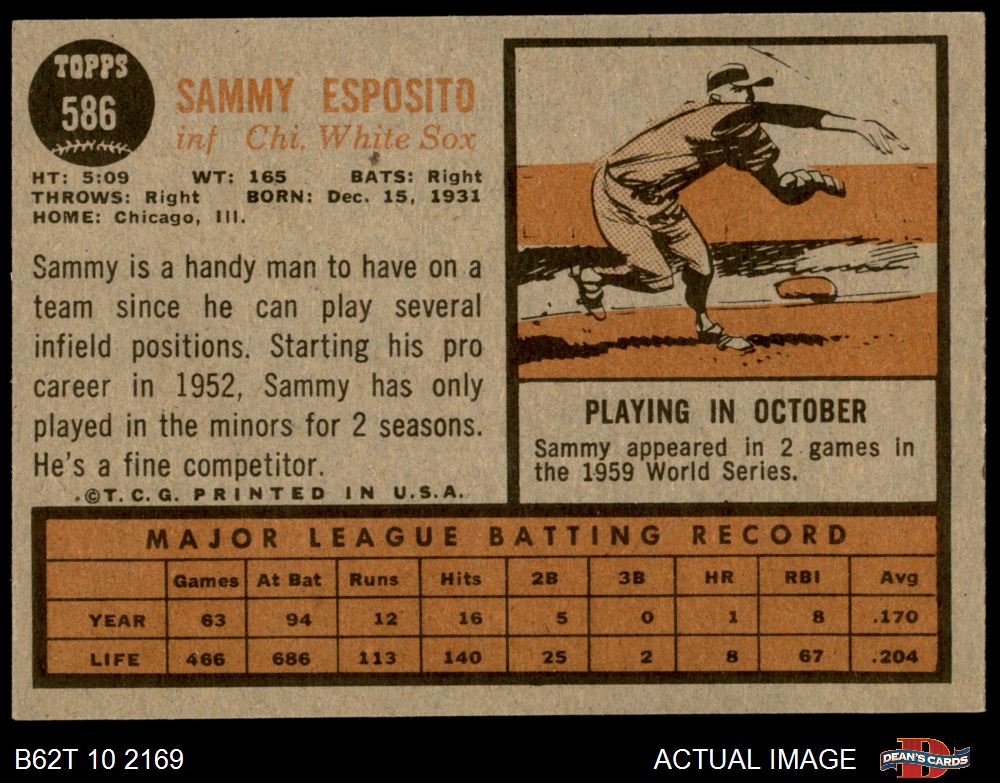 TOPPS
586
SAMMY ESPOSITO
inf Chi. White Sox
HT: 5:09 WT: 165 BATS: Right
THROWS: Right BORN: Dec. 15, 1931
HOME: Chicago, Ill.
Sammy is a handy man to have on a
team since he can play several
infield positions. Starting his pro
career in 1952, Sammy has only
played in the minors for 2 seasons.
He's a fine competitor.
©T. C. G. PRINTED IN U.S.A.
PLAYING IN OCTOBER
Sammy appeared in 2 games in
the 1959 World Series.
MAJOR LEAGUE BATTING RECORD
Games At Bat Runs Hits 2B 3B HR RBI Avg
YEAR 63 94 12 16 5 0 1 8 .170
LIFE 466 686 113 140 25 2 8 67 .204
B62T 10 2169 ACTUAL IMAGE DEAN'S CARDS